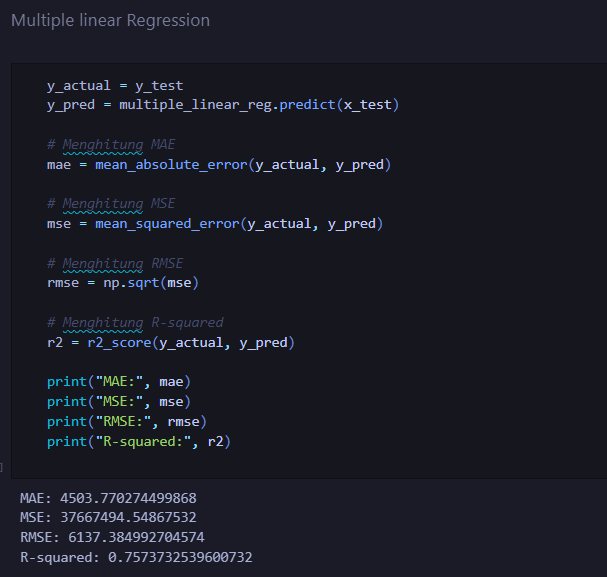 Multiple linear Regression
y_actual = y_test
y_pred = multiple_linear_reg.predict(x_test)
# Menghitung MAE
mae = mean_absolute_error(y_actual, y_pred)
# Menghitung MSE
mse = mean_squared_error(y_actual, y_pred)
# Menghitung RMSE
rmse = np.sqrt(mse)
# Menghitung R-squared
r2 = r2_score(y_actual, y_pred)
print("MAE:", mae)
print("MSE:", mse)
print("RMSE:", rmse)
print("R-squared:", r2)
]
MAE: 4503.770274499868
MSE: 37667494.54867532
RMSE: 6137.384992704574
R-squared: 0.7573732539600732